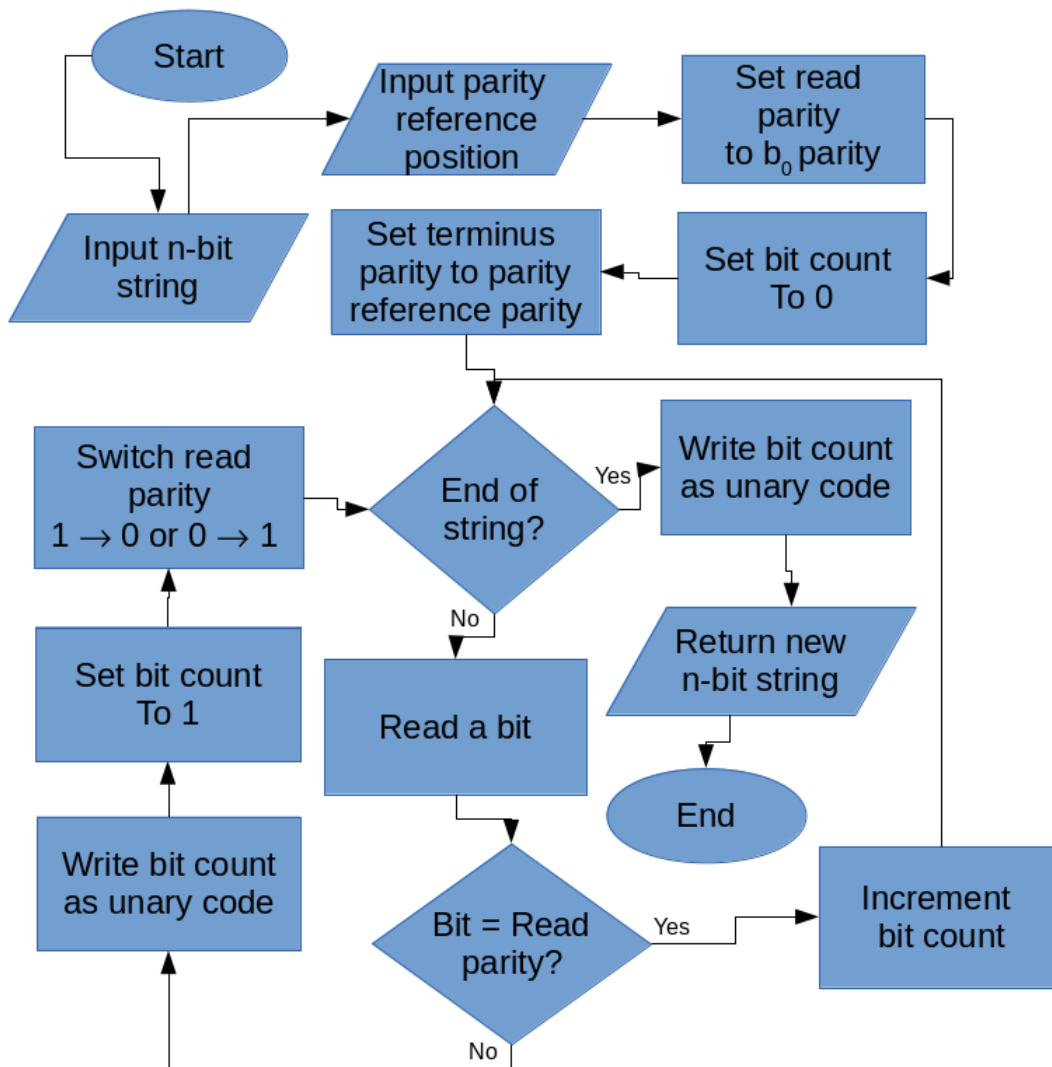 Start
Input parity
reference
position
Set read
parity
to b₀ parity
Input n-bit
string
Set terminus
parity to parity
reference parity
Set bit count
To 0
Switch read
parity
1 → 0 or 0 → 1
End of
string?
Yes
Write bit count
as unary code
No
Set bit count
To 1
Read a bit
Return new
n-bit string
End
Write bit count
as unary code
Bit = Read
parity?
Yes
Increment
bit count
No